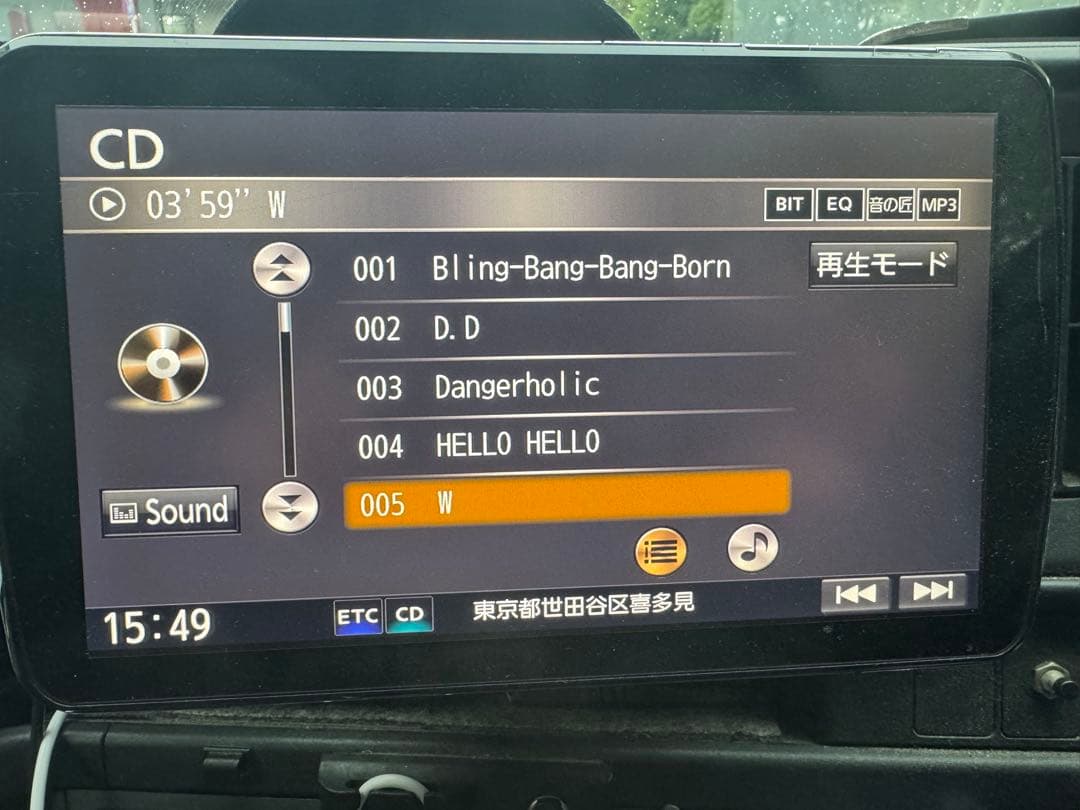 CD
03'59" W BIT EQ 音の匠 MP3
001 Bling-Bang-Bang-Born 再生モード
002 D.D
003 Dangerholic
004 HELLO HELLO
005 W
Sound
15:49 ETC CD 東京都世田谷区喜多見